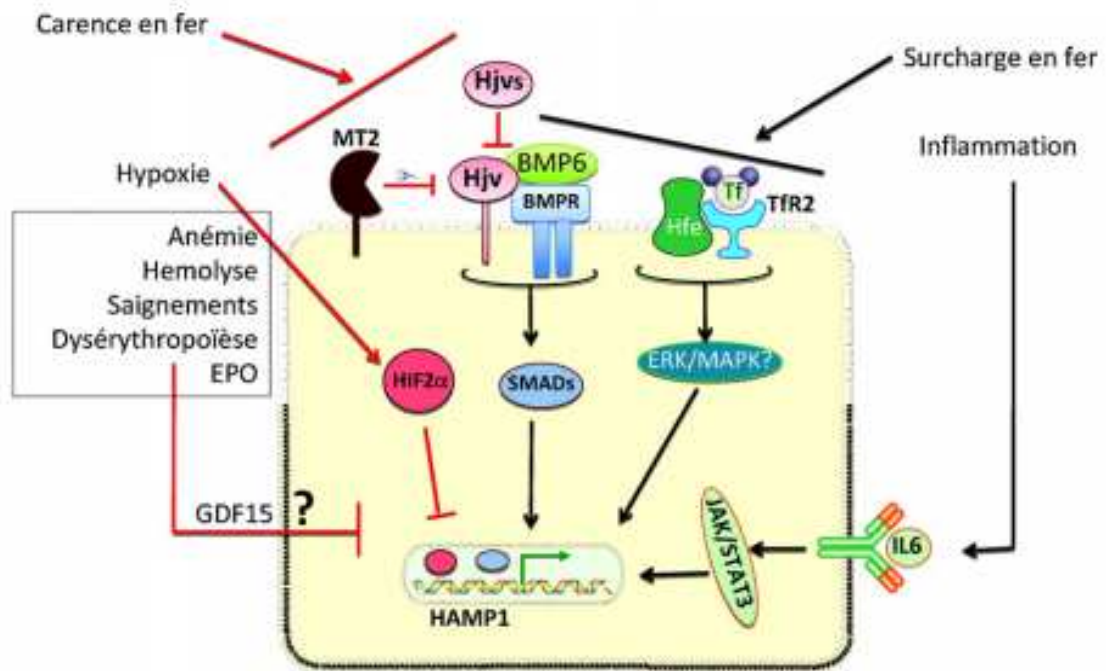 Carence en fer
Surcharge en fer
Hjvs
MT2
Inflammation
Hypoxie
Hjv
BMP6
BMPR
Tf
TfR2
Hfe
Anémie
Hemolyse
Saignements
Dysérythropoïèse
EPO
HIF2α
SMADs
ERK/MAPK?
GDF15
?
JAK/STAT3
IL6
HAMP1